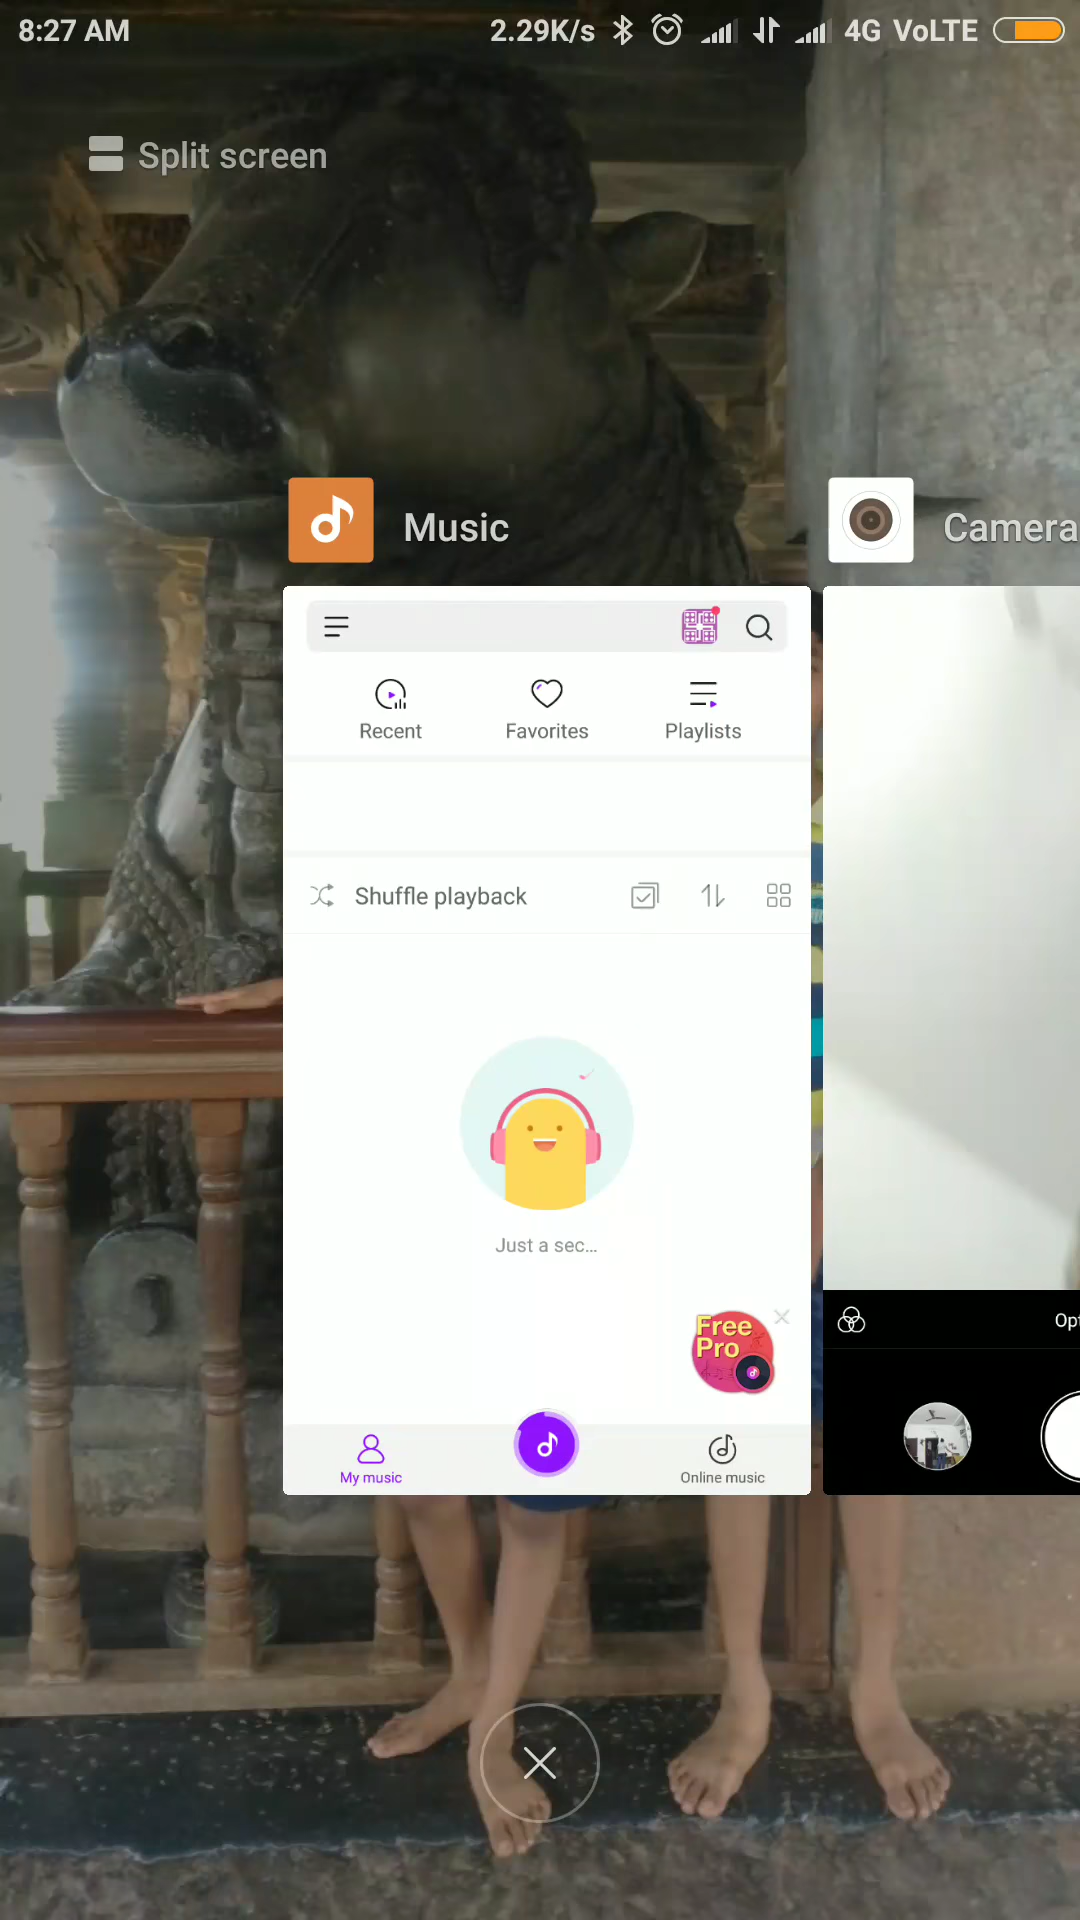 8:27 AM 2.29K/s 4G VoLTE
Split screen
Music
Camera
Recent Favorites Playlists
Shuffle playback
Just a sec...
Free
Pro
Opt
My music Online music